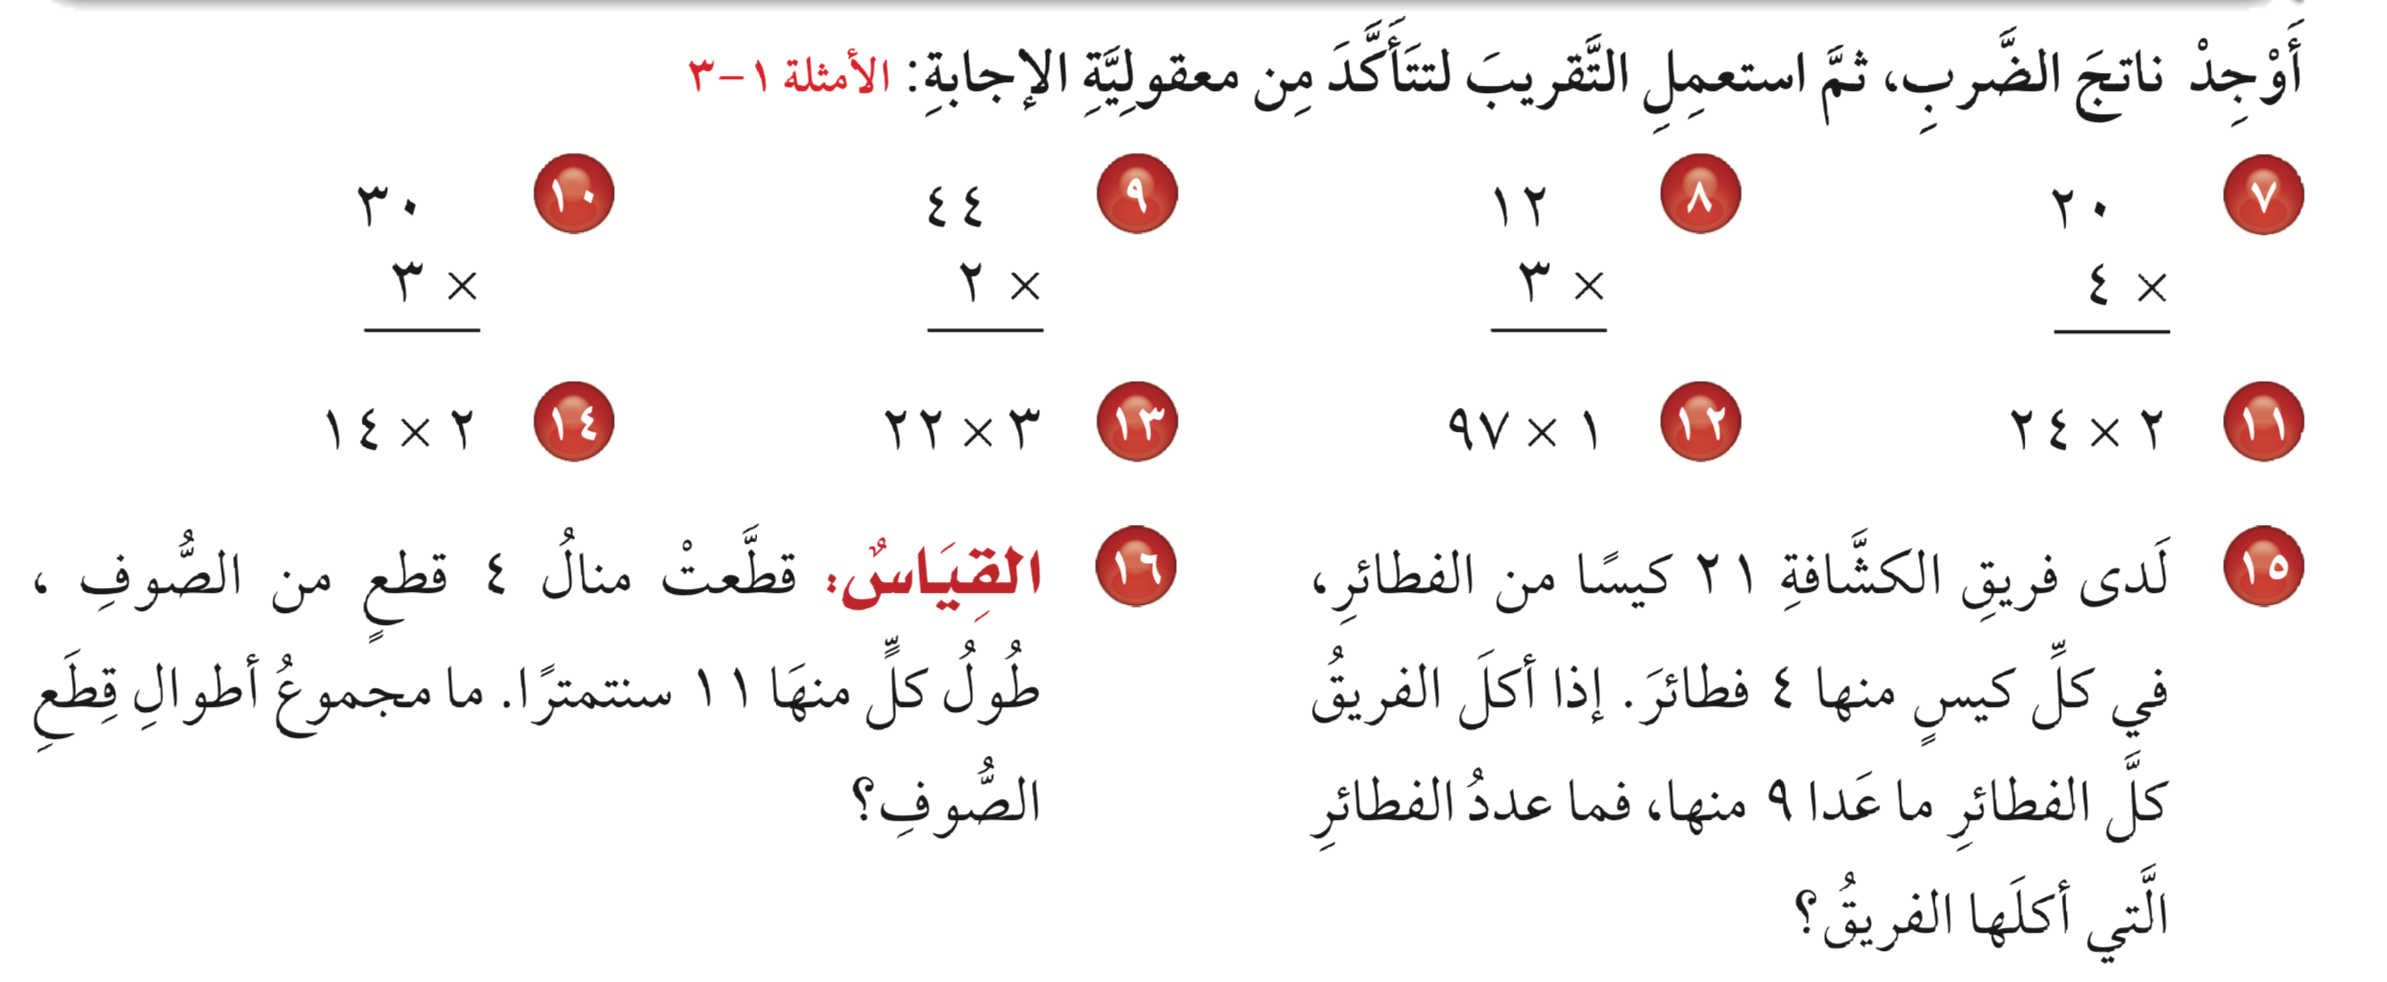 أَوْجِدْ ناتجَ الضَّربِ، ثمَّ استعمِلِ التَّقريبَ لتتَأَكَّدَ مِن معقولِيَّةِ الإجابةِ: الأمثلة ١-٣
٧ ٢٠ ٨ ١٢ ٩ ٤٤ ١٠ ٣٠
× ٤ × ٣ × ٢ × ٣
١١ ٢٤ × ٢ ١٢ ٩٧ × ١ ١٣ ٢٢ × ٣ ١٤ ١٤ × ٢
١٥ لَدى فريقِ الكشَّافةِ ٢١ كيسًا من الفطائرِ،
في كلِّ كيسٍ منها ٤ فطائرَ. إذا أكلَ الفريقُ
كلَّ الفطائرِ ما عَدا ٩ منها، فما عددُ الفطائرِ
الَّتي أكلَها الفريقُ؟
١٦ القِيَاسُ: قطَّعتْ منالُ ٤ قطعٍ من الصُّوفِ ،
طُولُ كلٍّ منهَا ١١ سنتمترًا. ما مجموعُ أطوالِ قِطَعِ
الصُّوفِ؟